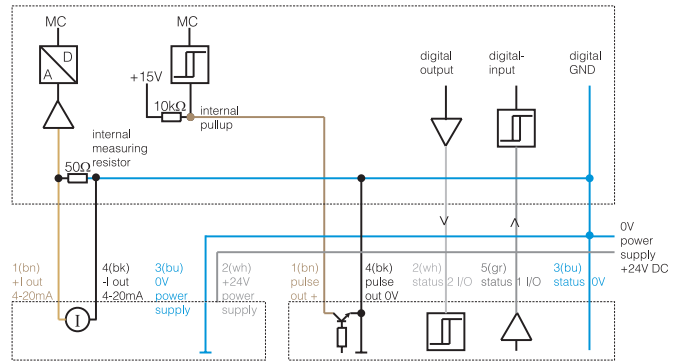 MC
MC
D
A
+15V
10kΩ
internal
pullup
digital
output
digital-
input
digital
GND
internal
measuring
resistor
50Ω
0V
power
supply
+24V DC
1(bn)
+I out
4-20mA
4(bk)
-I out
4-20mA
3(bu)
0V
power
supply
2(wh)
+24V
power
supply
1(bn)
pulse
out +
4(bk)
pulse
out 0V
2(wh)
status 2 I/O
5(gr)
status 1 I/O
3(bu)
status 0V
I